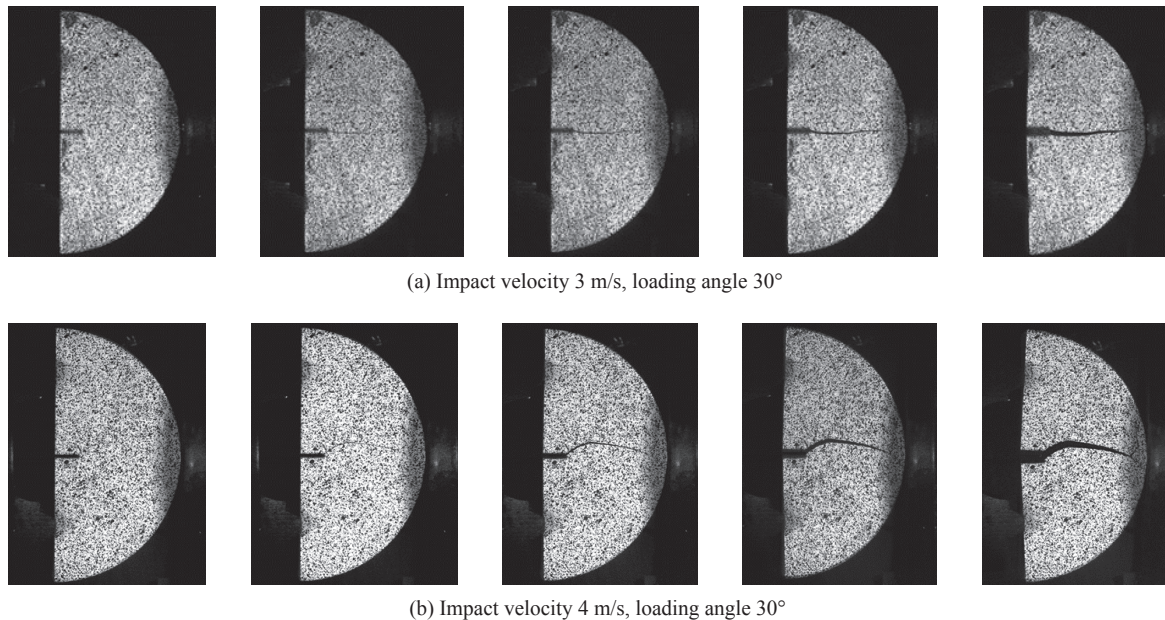 (a) Impact velocity 3 m/s, loading angle 30°
(b) Impact velocity 4 m/s, loading angle 30°